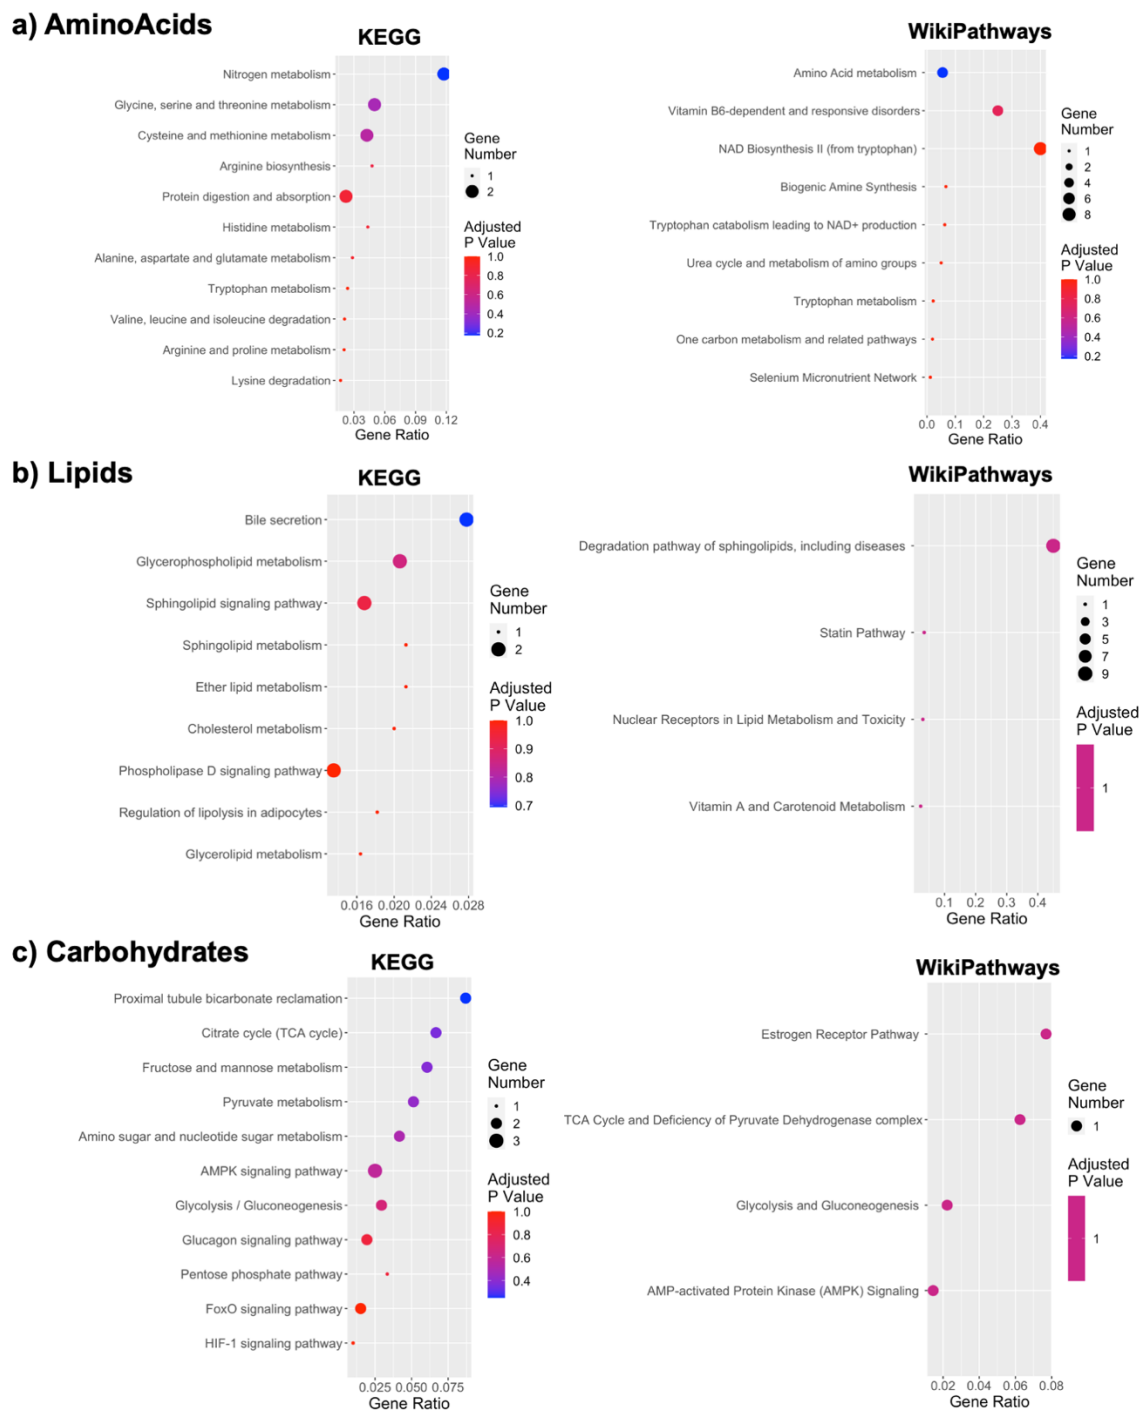 a) AminoAcids
KEGG
Nitrogen metabolism
Glycine, serine and threonine metabolism
Cysteine and methionine metabolism
Arginine biosynthesis
Protein digestion and absorption
Histidine metabolism
Alanine, aspartate and glutamate metabolism
Tryptophan metabolism
Valine, leucine and isoleucine degradation
Arginine and proline metabolism
Lysine degradation
0.03 0.06 0.09 0.12
Gene Ratio
Gene
Number
1
2
Adjusted
P Value
1.0
0.8
0.6
0.4
0.2
WikiPathways
Amino Acid metabolism
Vitamin B6-dependent and responsive disorders
NAD Biosynthesis II (from tryptophan)
Biogenic Amine Synthesis
Tryptophan catabolism leading to NAD+ production
Urea cycle and metabolism of amino groups
Tryptophan metabolism
One carbon metabolism and related pathways
Selenium Micronutrient Network
0.0 0.1 0.2 0.3 0.4
Gene Ratio
Gene
Number
1
2
4
6
8
Adjusted
P Value
1.0
0.8
0.6
0.4
0.2
b) Lipids
KEGG
Bile secretion
Glycerophospholipid metabolism
Sphingolipid signaling pathway
Sphingolipid metabolism
Ether lipid metabolism
Cholesterol metabolism
Phospholipase D signaling pathway
Regulation of lipolysis in adipocytes
Glycerolipid metabolism
0.016 0.020 0.024 0.028
Gene Ratio
Gene
Number
1
2
Adjusted
P Value
1.0
0.9
0.8
0.7
WikiPathways
Degradation pathway of sphingolipids, including diseases
Statin Pathway
Nuclear Receptors in Lipid Metabolism and Toxicity
Vitamin A and Carotenoid Metabolism
0.1 0.2 0.3 0.4
Gene Ratio
Gene
Number
1
3
5
7
9
Adjusted
P Value
1
c) Carbohydrates
KEGG
Proximal tubule bicarbonate reclamation
Citrate cycle (TCA cycle)
Fructose and mannose metabolism
Pyruvate metabolism
Amino sugar and nucleotide sugar metabolism
AMPK signaling pathway
Glycolysis / Gluconeogenesis
Glucagon signaling pathway
Pentose phosphate pathway
FoxO signaling pathway
HIF-1 signaling pathway
0.025 0.050 0.075
Gene Ratio
Gene
Number
1
2
3
Adjusted
P Value
1.0
0.8
0.6
0.4
WikiPathways
Estrogen Receptor Pathway
TCA Cycle and Deficiency of Pyruvate Dehydrogenase complex
Glycolysis and Gluconeogenesis
AMP-activated Protein Kinase (AMPK) Signaling
0.02 0.04 0.06 0.08
Gene Ratio
Gene
Number
1
Adjusted
P Value
1